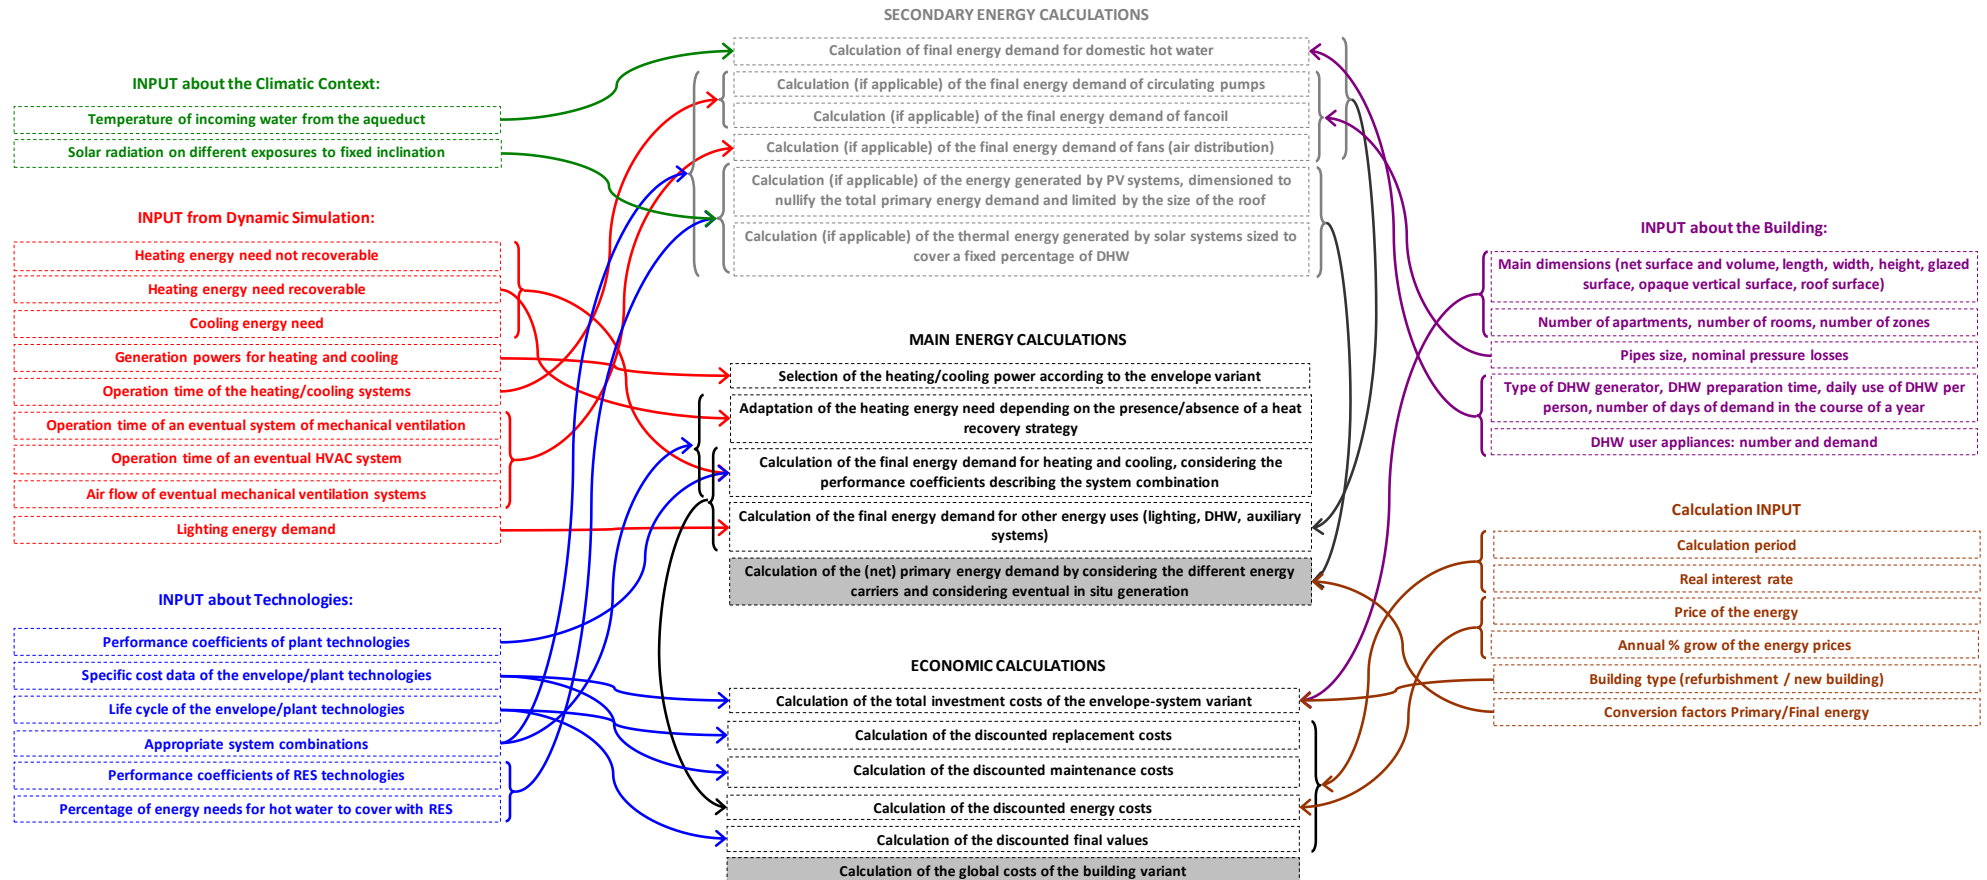 SECONDARY ENERGY CALCULATIONS
Calculation of final energy demand for domestic hot water
Calculation (if applicable) of the final energy demand of circulating pumps
Calculation (if applicable) of the final energy demand of fancoil
Calculation (if applicable) of the final energy demand of fans (air distribution)
Calculation (if applicable) of the energy generated by PV systems, dimensioned to
nullify the total primary energy demand and limited by the size of the roof
Calculation (if applicable) of the thermal energy generated by solar systems sized to
cover a fixed percentage of DHW
INPUT about the Climatic Context:
Temperature of incoming water from the aqueduct
Solar radiation on different exposures to fixed inclination
INPUT from Dynamic Simulation:
Heating energy need not recoverable
Heating energy need recoverable
Cooling energy need
Generation powers for heating and cooling
Operation time of the heating/cooling systems
Operation time of an eventual system of mechanical ventilation
Operation time of an eventual HVAC system
Air flow of eventual mechanical ventilation systems
Lighting energy demand
INPUT about Technologies:
Performance coefficients of plant technologies
Specific cost data of the envelope/plant technologies
Life cycle of the envelope/plant technologies
Appropriate system combinations
Performance coefficients of RES technologies
Percentage of energy needs for hot water to cover with RES
MAIN ENERGY CALCULATIONS
Selection of the heating/cooling power according to the envelope variant
Adaptation of the heating energy need depending on the presence/absence of a heat
recovery strategy
Calculation of the final energy demand for heating and cooling, considering the
performance coefficients describing the system combination
Calculation of the final energy demand for other energy uses (lighting, DHW, auxiliary
systems)
Calculation of the (net) primary energy demand by considering the different energy
carriers and considering eventual in situ generation
ECONOMIC CALCULATIONS
Calculation of the total investment costs of the envelope-system variant
Calculation of the discounted replacement costs
Calculation of the discounted maintenance costs
Calculation of the discounted energy costs
Calculation of the discounted final values
Calculation of the global costs of the building variant
INPUT about the Building:
Main dimensions (net surface and volume, length, width, height, glazed
surface, opaque vertical surface, roof surface)
Number of apartments, number of rooms, number of zones
Pipes size, nominal pressure losses
Type of DHW generator, DHW preparation time, daily use of DHW per
person, number of days of demand in the course of a year
DHW user appliances: number and demand
Calculation INPUT
Calculation period
Real interest rate
Price of the energy
Annual % grow of the energy prices
Building type (refurbishment / new building)
Conversion factors Primary/Final energy